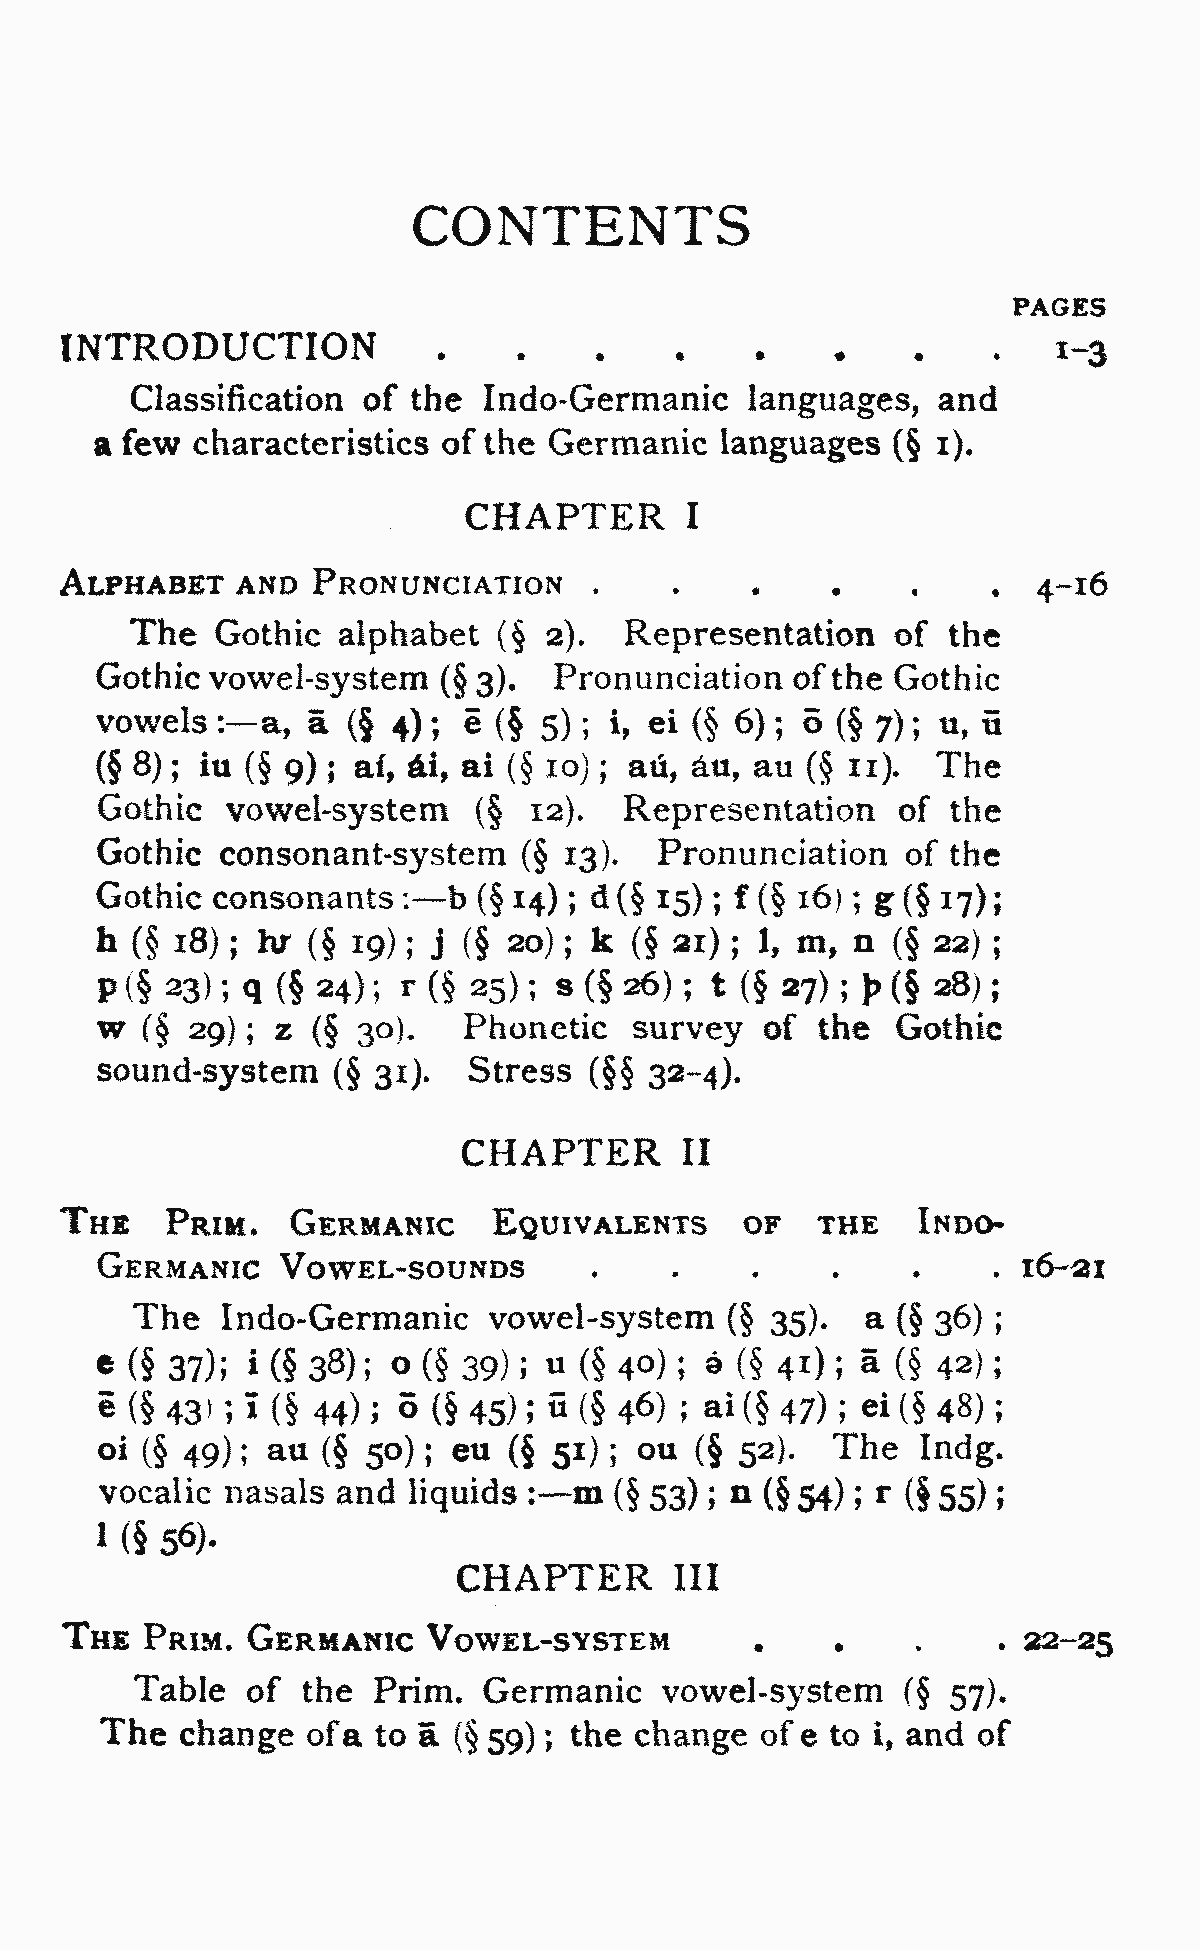 CONTENTS
PAGES
INTRODUCTION . . . . . . . . 1–3
Classification of the Indo-Germanic languages, and
a few characteristics of the Germanic languages (§ 1).
CHAPTER I
Alphabet and Pronunciation . . . . . . 4–16
The Gothic alphabet (§ 2). Representation of the
Gothic vowel-system (§ 3). Pronunciation of the Gothic
vowels :—a, ā (§ 4); ē (§ 5); i, ei (§ 6); ō (§ 7); u, ū
(§ 8); iu (§ 9); aí, ái, ai (§ 10); aú, áu, au (§ 11). The
Gothic vowel-system (§ 12). Representation of the
Gothic consonant-system (§ 13). Pronunciation of the
Gothic consonants :—b (§ 14); d (§ 15); f (§ 16); g (§ 17);
h (§ 18); ƕ (§ 19); j (§ 20); k (§ 21); l, m, n (§ 22);
p (§ 23); q (§ 24); r (§ 25); s (§ 26); t (§ 27); þ (§ 28);
w (§ 29); z (§ 30). Phonetic survey of the Gothic
sound-system (§ 31). Stress (§§ 32–4).
CHAPTER II
The Prim. Germanic Equivalents of the Indo-
Germanic Vowel-sounds . . . . . . 16–21
The Indo-Germanic vowel-system (§ 35). a (§ 36);
e (§ 37); i (§ 38); o (§ 39); u (§ 40); ə (§ 41); ā (§ 42);
ē (§ 43); ī (§ 44); ō (§ 45); ū (§ 46); ai (§ 47); ei (§ 48);
oi (§ 49); au (§ 50); eu (§ 51); ou (§ 52). The Indg.
vocalic nasals and liquids :—m (§ 53); n (§ 54); r (§ 55);
l (§ 56).
CHAPTER III
The Prim. Germanic Vowel-system . . . . 22–25
Table of the Prim. Germanic vowel-system (§ 57).
The change of a to ā (§ 59); the change of e to i, and of